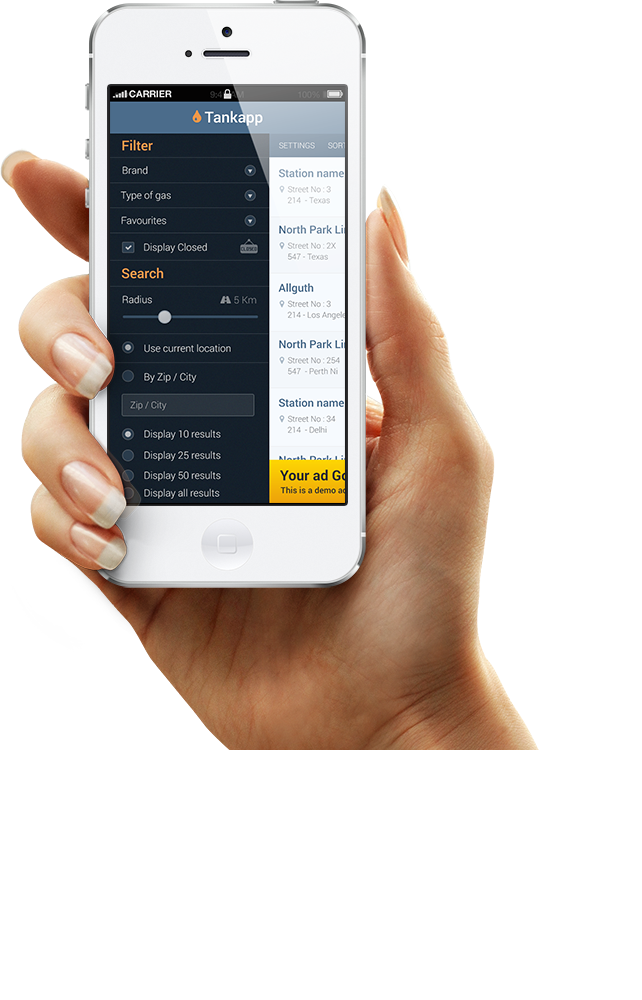 CARRIER 9:4 AM 100%
Tankapp
Filter
Brand
Type of gas
Favourites
Display Closed
CLOSED
Search
Radius 5 Km
Use current location
By Zip / City
Zip / City
Display 10 results
Display 25 results
Display 50 results
Display all results
SETTINGS SORT
Station name
Street No : 3
214 - Texas
North Park Li
Street No : 2X
547 - Texas
Allguth
Street No : 3
214 - Los Angele
North Park Li
Street No : 254
547 - Perth Ni
Station name
Street No : 34
214 - Delhi
North Park Li
Your ad Go
This is a demo ad